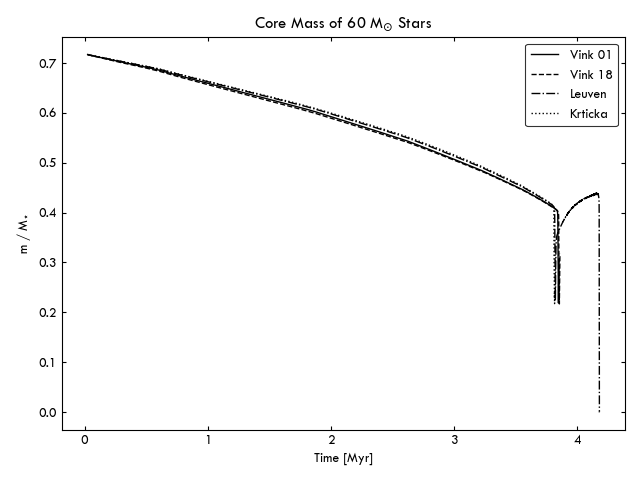 Core Mass of 60 M⊙ Stars
Vink 01
Vink 18
Leuven
Krticka
m / M⋆
0.7
0.6
0.5
0.4
0.3
0.2
0.1
0.0
0 1 2 3 4
Time [Myr]